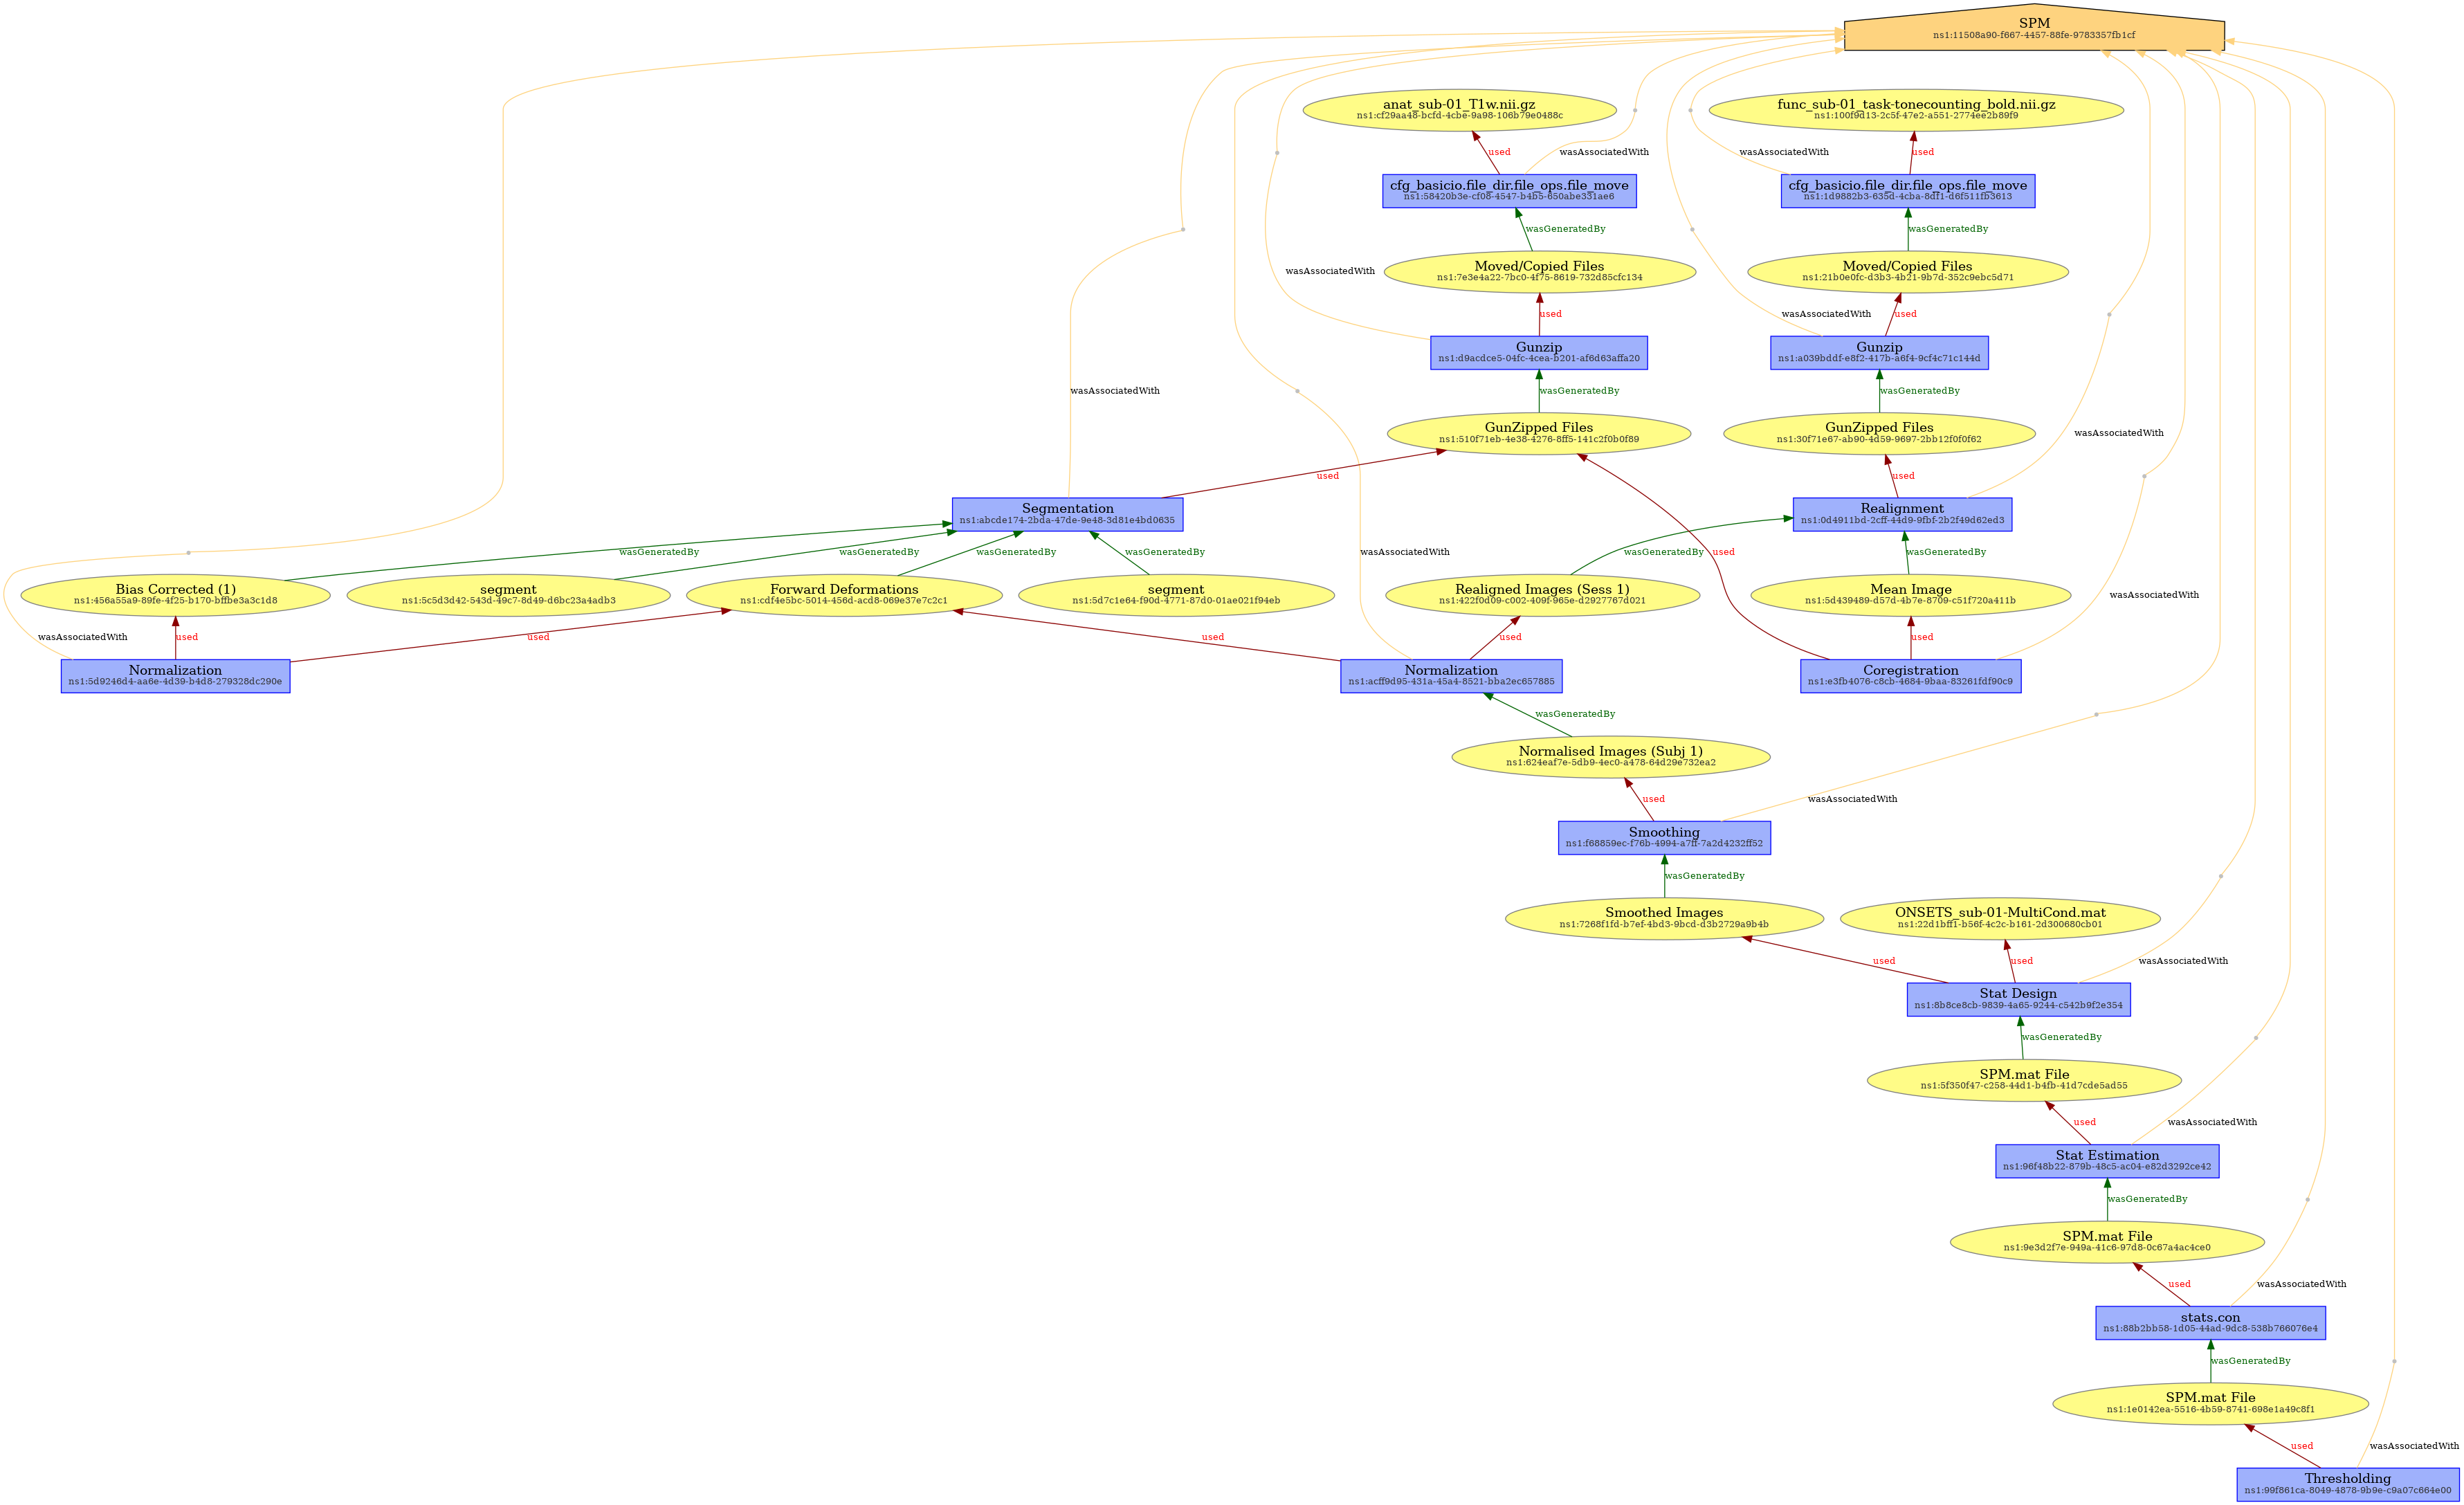 SPM
ns1:11508a90-f667-4457-88fe-9783357fb1cf
anat_sub-01_T1w.nii.gz
ns1:cf29aa48-bcfd-4cbe-9a98-106b79e0488c
func_sub-01_task-tonecounting_bold.nii.gz
ns1:100f9d13-2c5f-47e2-a551-2774ee2b89f9
used
wasAssociatedWith
wasAssociatedWith
used
cfg_basicio.file_dir.file_ops.file_move
ns1:58420b3e-cf08-4547-b4b5-650abe331ae6
cfg_basicio.file_dir.file_ops.file_move
ns1:1d9882b3-635d-4cba-8df1-d6f511fb3613
wasGeneratedBy
wasGeneratedBy
wasAssociatedWith
Moved/Copied Files
ns1:7e3e4a22-7bc0-4f75-8619-732d85cfc134
Moved/Copied Files
ns1:21b0e0fc-d3b3-4b21-9b7d-352c9ebc5d71
used
wasAssociatedWith
used
Gunzip
ns1:d9acdce5-04fc-4cea-b201-af6d63affa20
Gunzip
ns1:a039bddf-e8f2-417b-a6f4-9cf4c71c144d
wasAssociatedWith
wasGeneratedBy
wasGeneratedBy
GunZipped Files
ns1:510f71eb-4e38-4276-8ff5-141c2f0b0f89
GunZipped Files
ns1:30f71e67-ab90-4d59-9697-2bb12f0f0f62
wasAssociatedWith
used
used
Segmentation
ns1:abcde174-2bda-47de-9e48-3d81e4bd0635
Realignment
ns1:0d4911bd-2cff-44d9-9fbf-2b2f49d62ed3
wasGeneratedBy
wasGeneratedBy
wasGeneratedBy
wasGeneratedBy
wasAssociatedWith
wasGeneratedBy
used
wasGeneratedBy
Bias Corrected (1)
ns1:456a55a9-89fe-4f25-b170-bffbe3a3c1d8
segment
ns1:5c5d3d42-543d-49c7-8d49-d6bc23a4adb3
Forward Deformations
ns1:cdf4e5bc-5014-456d-acd8-069e37e7c2c1
segment
ns1:5d7c1e64-f90d-4771-87d0-01ae021f94eb
Realigned Images (Sess 1)
ns1:422f0d09-c002-409f-965e-d2927767d021
Mean Image
ns1:5d439489-d57d-4b7e-8709-c51f720a411b
wasAssociatedWith
wasAssociatedWith
used
used
used
used
used
Normalization
ns1:5d9246d4-aa6e-4d39-b4d8-279328dc290e
Normalization
ns1:acff9d95-431a-45a4-8521-bba2ec657885
Coregistration
ns1:e3fb4076-c8cb-4684-9baa-83261fdf90c9
wasGeneratedBy
Normalised Images (Subj 1)
ns1:624eaf7e-5db9-4ec0-a478-64d29e732ea2
used
wasAssociatedWith
Smoothing
ns1:f68859ec-f76b-4994-a7ff-7a2d4232ff52
wasGeneratedBy
Smoothed Images
ns1:7268f1fd-b7ef-4bd3-9bcd-d3b2729a9b4b
ONSETS_sub-01-MultiCond.mat
ns1:22d1bff1-b56f-4c2c-b161-2d300680cb01
used
used
wasAssociatedWith
Stat Design
ns1:8b8ce8cb-9839-4a65-9244-c542b9f2e354
wasGeneratedBy
SPM.mat File
ns1:5f350f47-c258-44d1-b4fb-41d7cde5ad55
used
wasAssociatedWith
Stat Estimation
ns1:96f48b22-879b-48c5-ac04-e82d3292ce42
wasGeneratedBy
SPM.mat File
ns1:9e3d2f7e-949a-41c6-97d8-0c67a4ac4ce0
used
wasAssociatedWith
stats.con
ns1:88b2bb58-1d05-44ad-9dc8-538b766076e4
wasGeneratedBy
SPM.mat File
ns1:1e0142ea-5516-4b59-8741-698e1a49c8f1
used
wasAssociatedWith
Thresholding
ns1:99f861ca-8049-4878-9b9e-c9a07c664e00